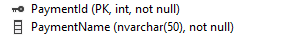 PaymentId (PK, int, not null)
PaymentName (nvarchar(50), not null)